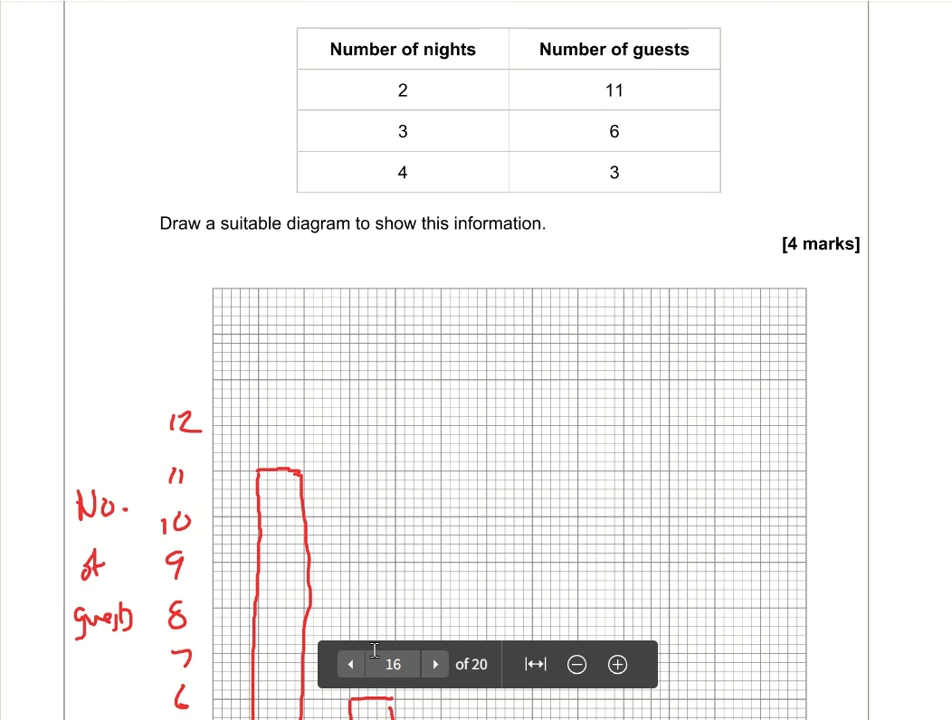 Number of nights Number of guests
2 11
3 6
4 3
Draw a suitable diagram to show this information.
[4 marks]
12
11
No.
10
of
9
guests
8
7
6
16 of 20